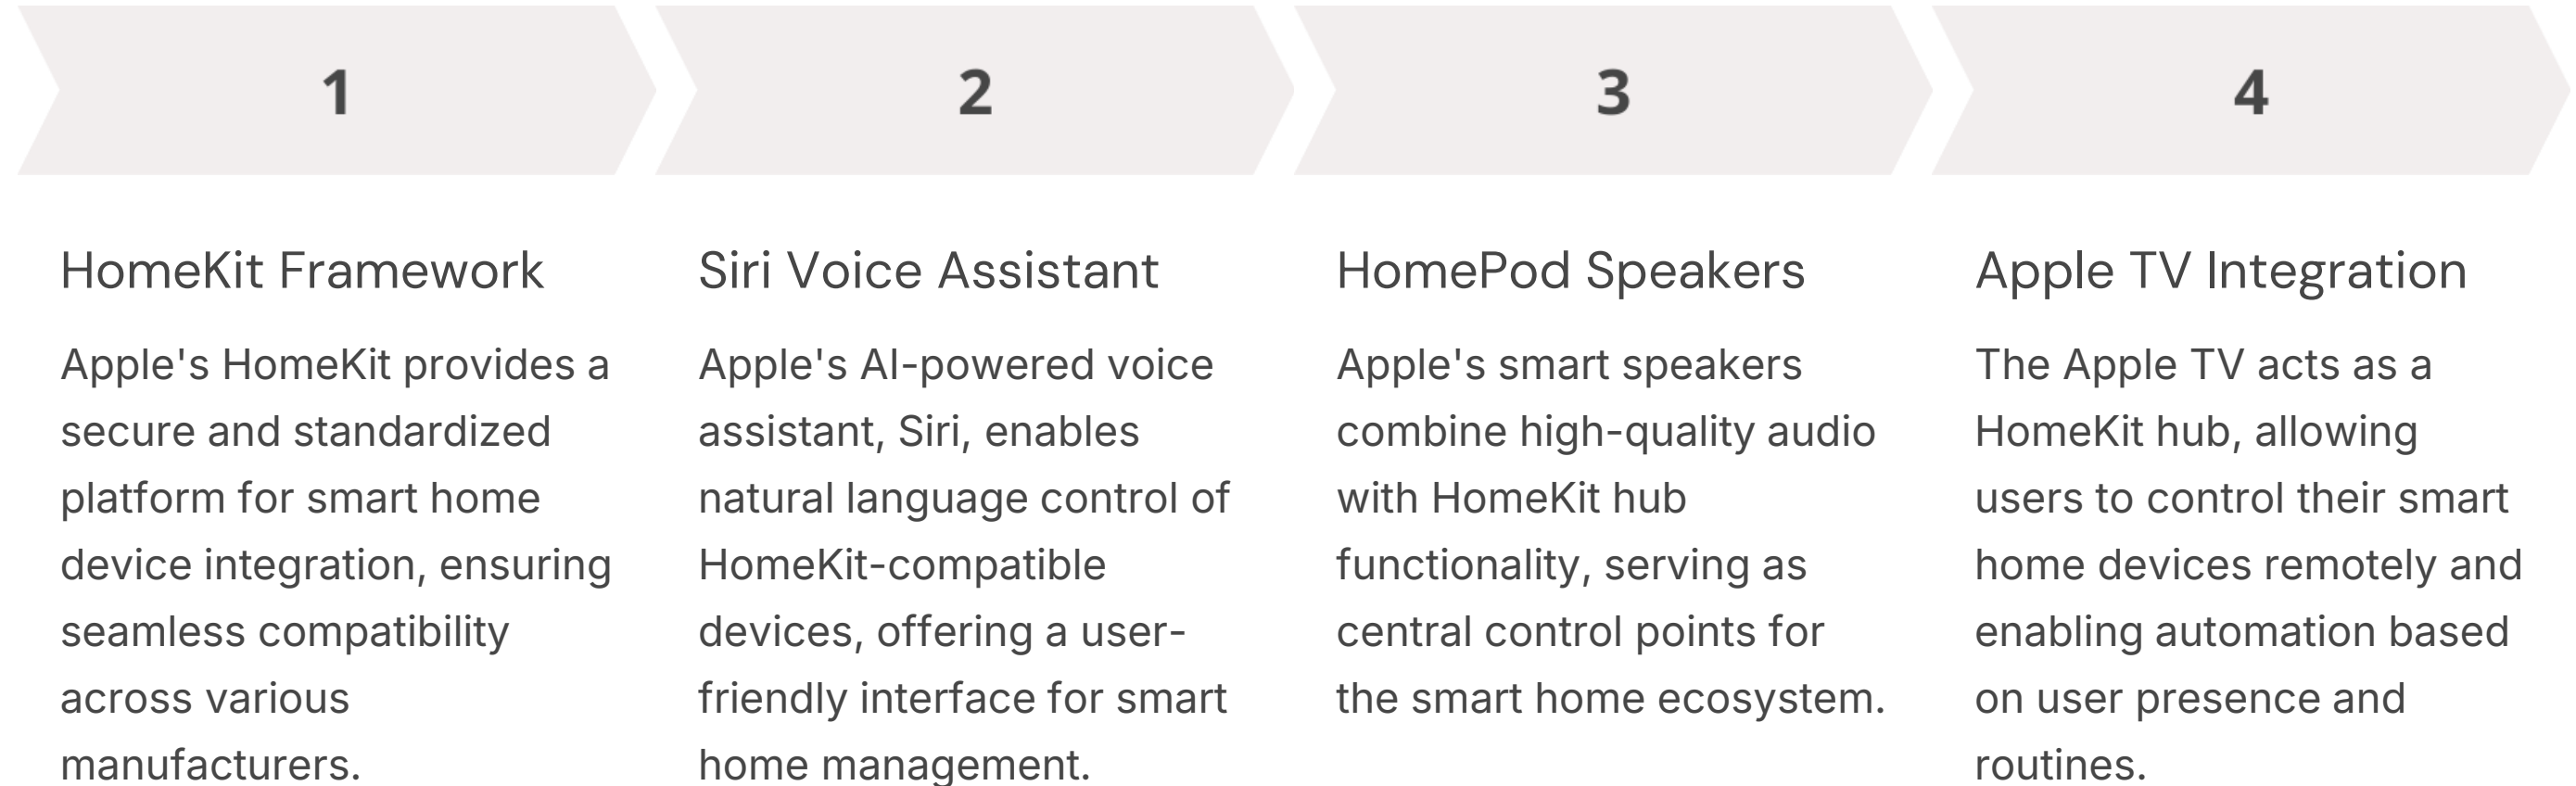 1
2
3
4
HomeKit Framework
Apple's HomeKit provides a
secure and standardized
platform for smart home
device integration, ensuring
seamless compatibility
across various
manufacturers.
Siri Voice Assistant
Apple's AI-powered voice
assistant, Siri, enables
natural language control of
HomeKit-compatible
devices, offering a user-
friendly interface for smart
home management.
HomePod Speakers
Apple's smart speakers
combine high-quality audio
with HomeKit hub
functionality, serving as
central control points for
the smart home ecosystem.
Apple TV Integration
The Apple TV acts as a
HomeKit hub, allowing
users to control their smart
home devices remotely and
enabling automation based
on user presence and
routines.